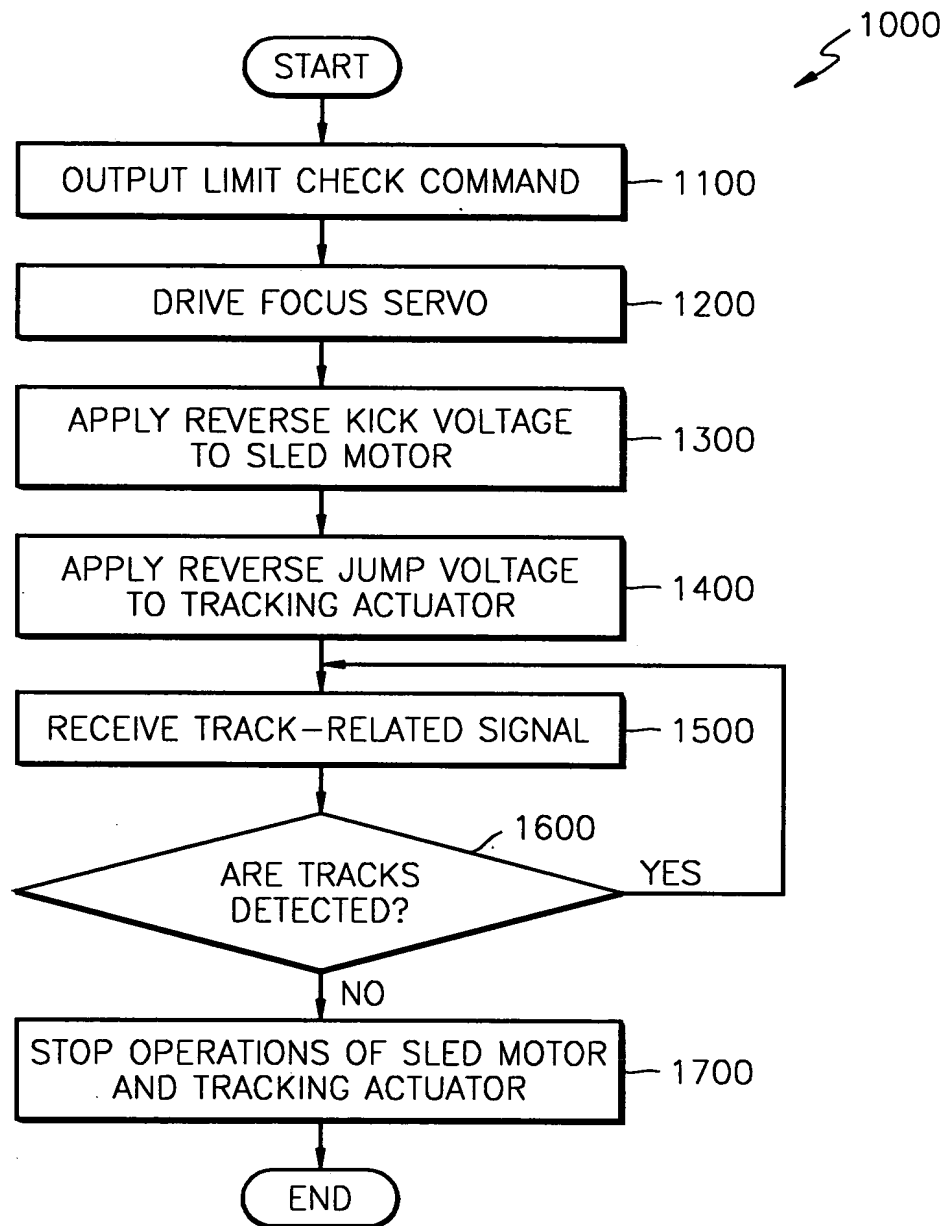 1000
START
OUTPUT LIMIT CHECK COMMAND
1100
DRIVE FOCUS SERVO
1200
APPLY REVERSE KICK VOLTAGE
TO SLED MOTOR
1300
APPLY REVERSE JUMP VOLTAGE
TO TRACKING ACTUATOR
1400
RECEIVE TRACK-RELATED SIGNAL
1500
1600
ARE TRACKS
DETECTED?
YES
NO
STOP OPERATIONS OF SLED MOTOR
AND TRACKING ACTUATOR
1700
END